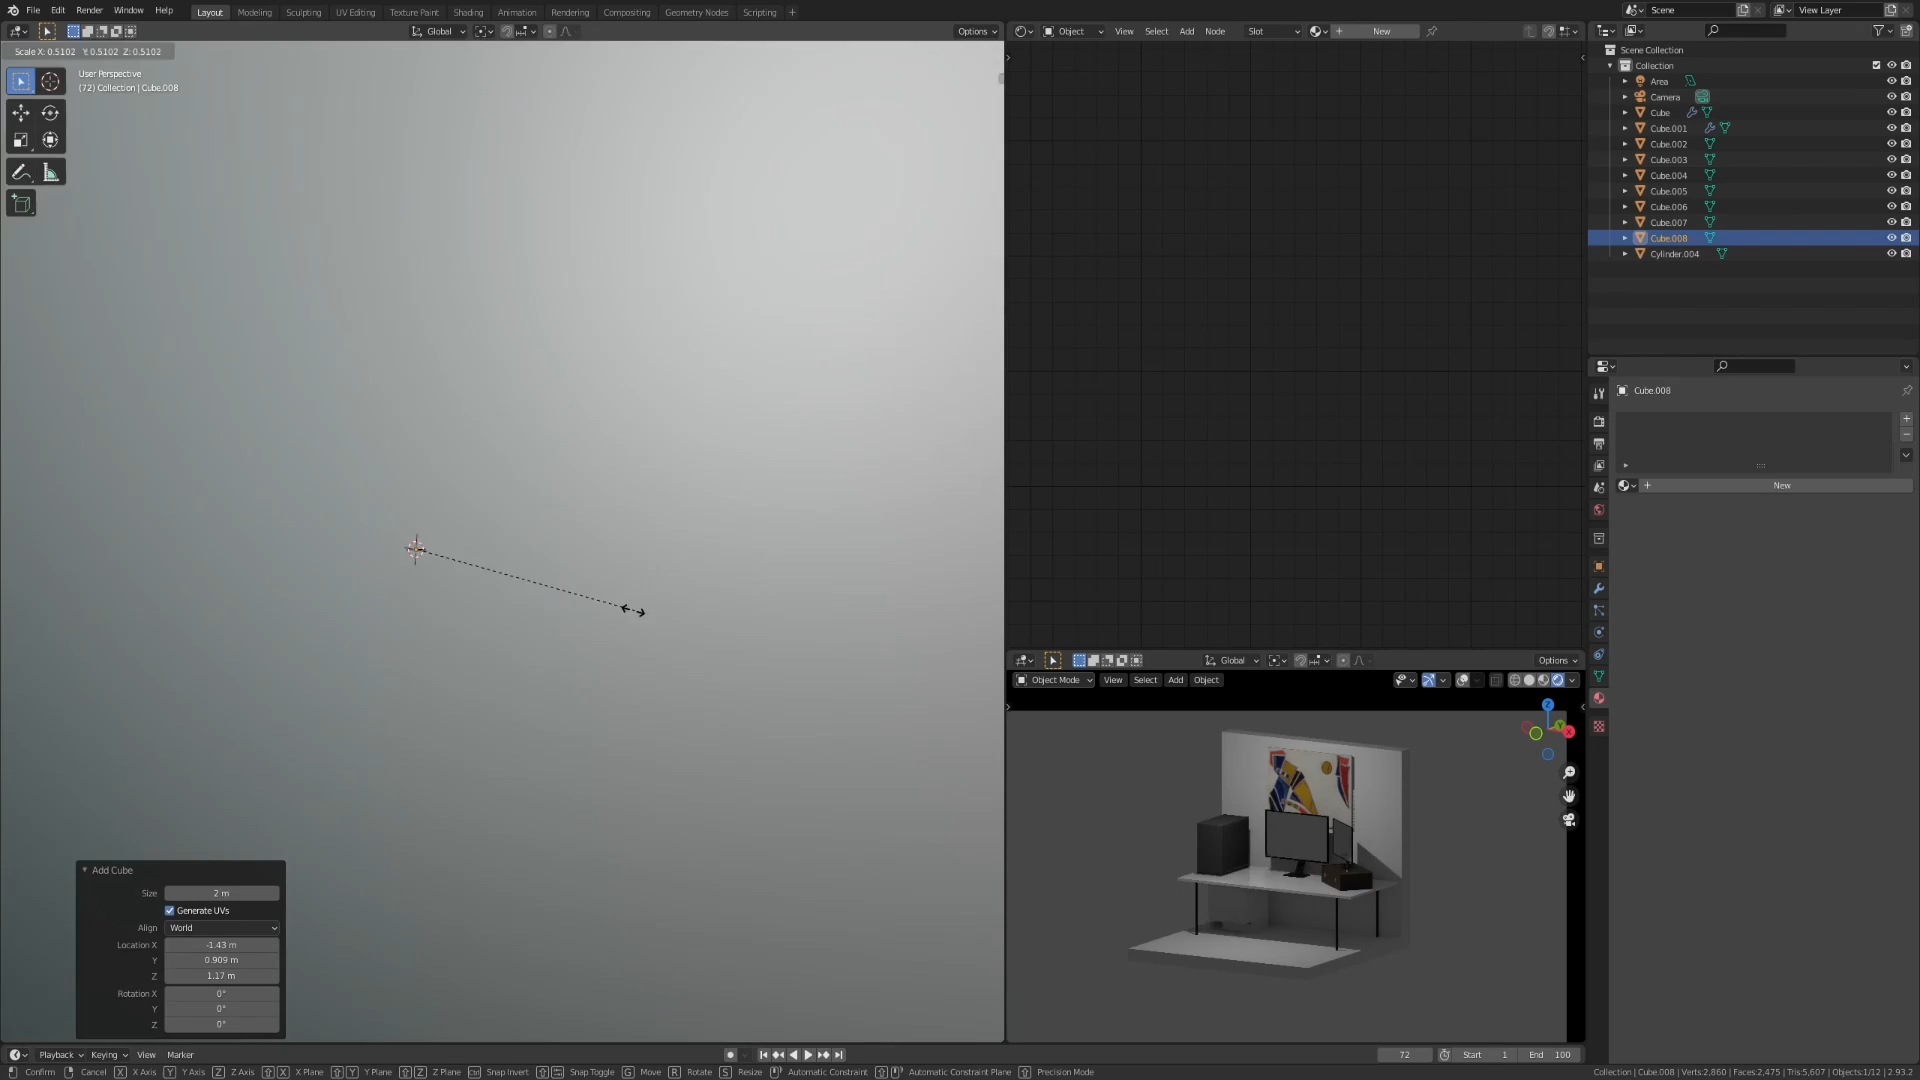 File Edit Render Window Help
Layout Modeling Sculpting UV Editing Texture Paint Shading Animation Rendering Compositing Geometry Nodes Scripting
Scene
View Layer
Global
Options
Object View Select Add Node Slot New
Scale X: 0.5102 Y: 0.5102 Z: 0.5102
User Perspective
(72) Collection | Cube.008
Scene Collection
Collection
Area
Camera
Cube
Cube.001
Cube.002
Cube.003
Cube.004
Cube.005
Cube.006
Cube.007
Cube.008
Cylinder.004
Cube.008
New
Global
Options
Object Mode View Select Add Object
Z
Y
X
Add Cube
Size 2 m
Generate UVs
Align World
Location X -1.43 m
Y 0.909 m
Z 1.17 m
Rotation X 0°
Y 0°
Z 0°
Playback Keying View Marker
72 Start 1 End 100
Confirm Cancel X X Axis Y Y Axis Z Z Axis X X Plane Y Y Plane Z Z Plane Snap Invert Snap Toggle G Move R Rotate S Resize Automatic Constraint Automatic Constraint Plane Precision Mode
Collection | Cube.008 | Verts:2,860 | Faces:2,475 | Tris:5,607 | Objects:1/12 | 2.93.2